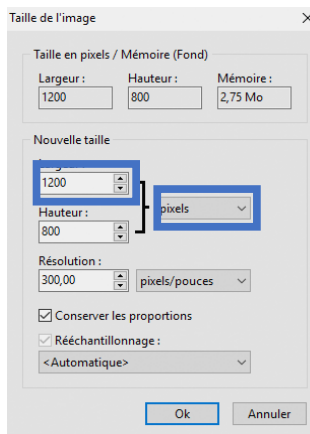 Taille de l'image
Taille en pixels / Mémoire (Fond)
Largeur : Hauteur : Mémoire :
1200 800 2,75 Mo
Nouvelle taille
1200
pixels
Hauteur :
800
Résolution :
300,00 pixels/pouces
Conserver les proportions
Rééchantillonnage :
<Automatique>
Ok Annuler